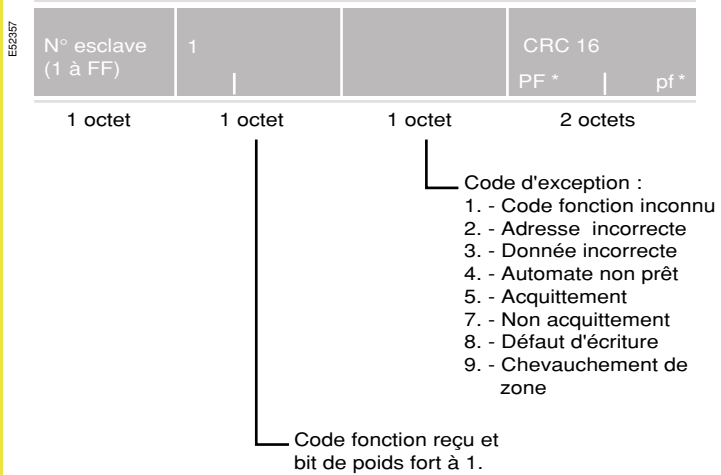 E52357
N° esclave 1 CRC 16
(1 à FF)
PF * pf *
1 octet 1 octet 1 octet 2 octets
Code d'exception :
1. - Code fonction inconnu
2. - Adresse incorrecte
3. - Donnée incorrecte
4. - Automate non prêt
5. - Acquittement
7. - Non acquittement
8. - Défaut d'écriture
9. - Chevauchement de
zone
Code fonction reçu et
bit de poids fort à 1.